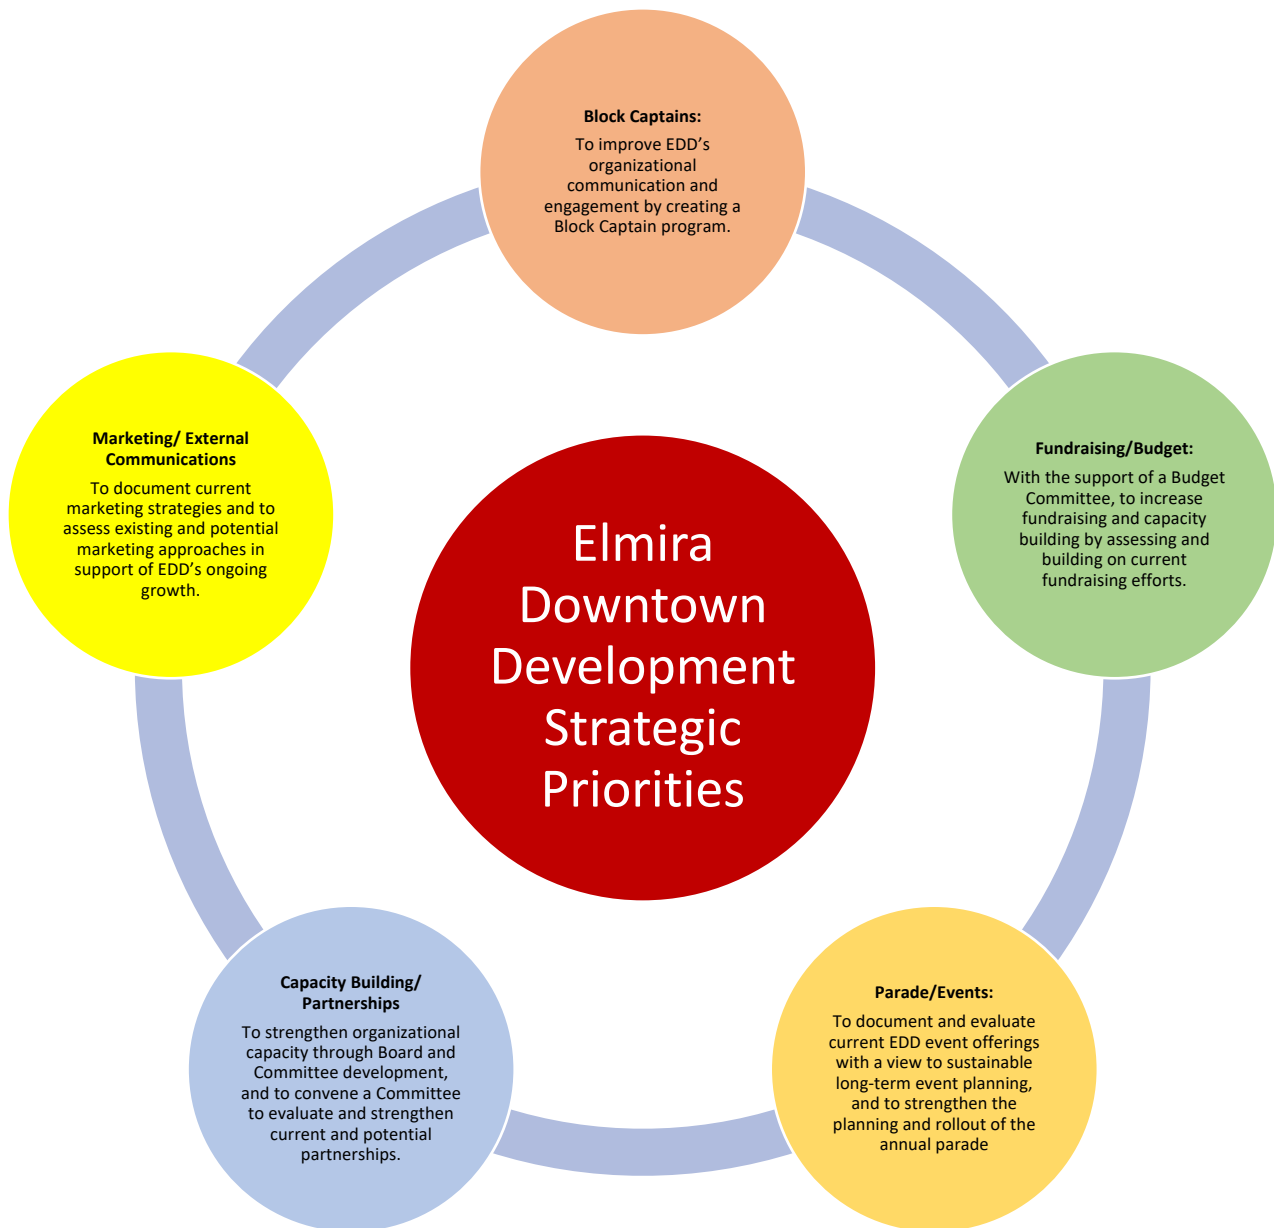 Block Captains:
To improve EDD’s
organizational
communication and
engagement by creating a
Block Captain program.
Marketing/ External
Communications
To document current
marketing strategies and to
assess existing and potential
marketing approaches in
support of EDD’s ongoing
growth.
Fundraising/Budget:
With the support of a Budget
Committee, to increase
fundraising and capacity
building by assessing and
building on current
fundraising efforts.
Elmira
Downtown
Development
Strategic
Priorities
Capacity Building/
Partnerships
To strengthen organizational
capacity through Board and
Committee development,
and to convene a Committee
to evaluate and strengthen
current and potential
partnerships.
Parade/Events:
To document and evaluate
current EDD event offerings
with a view to sustainable
long-term event planning,
and to strengthen the
planning and rollout of the
annual parade